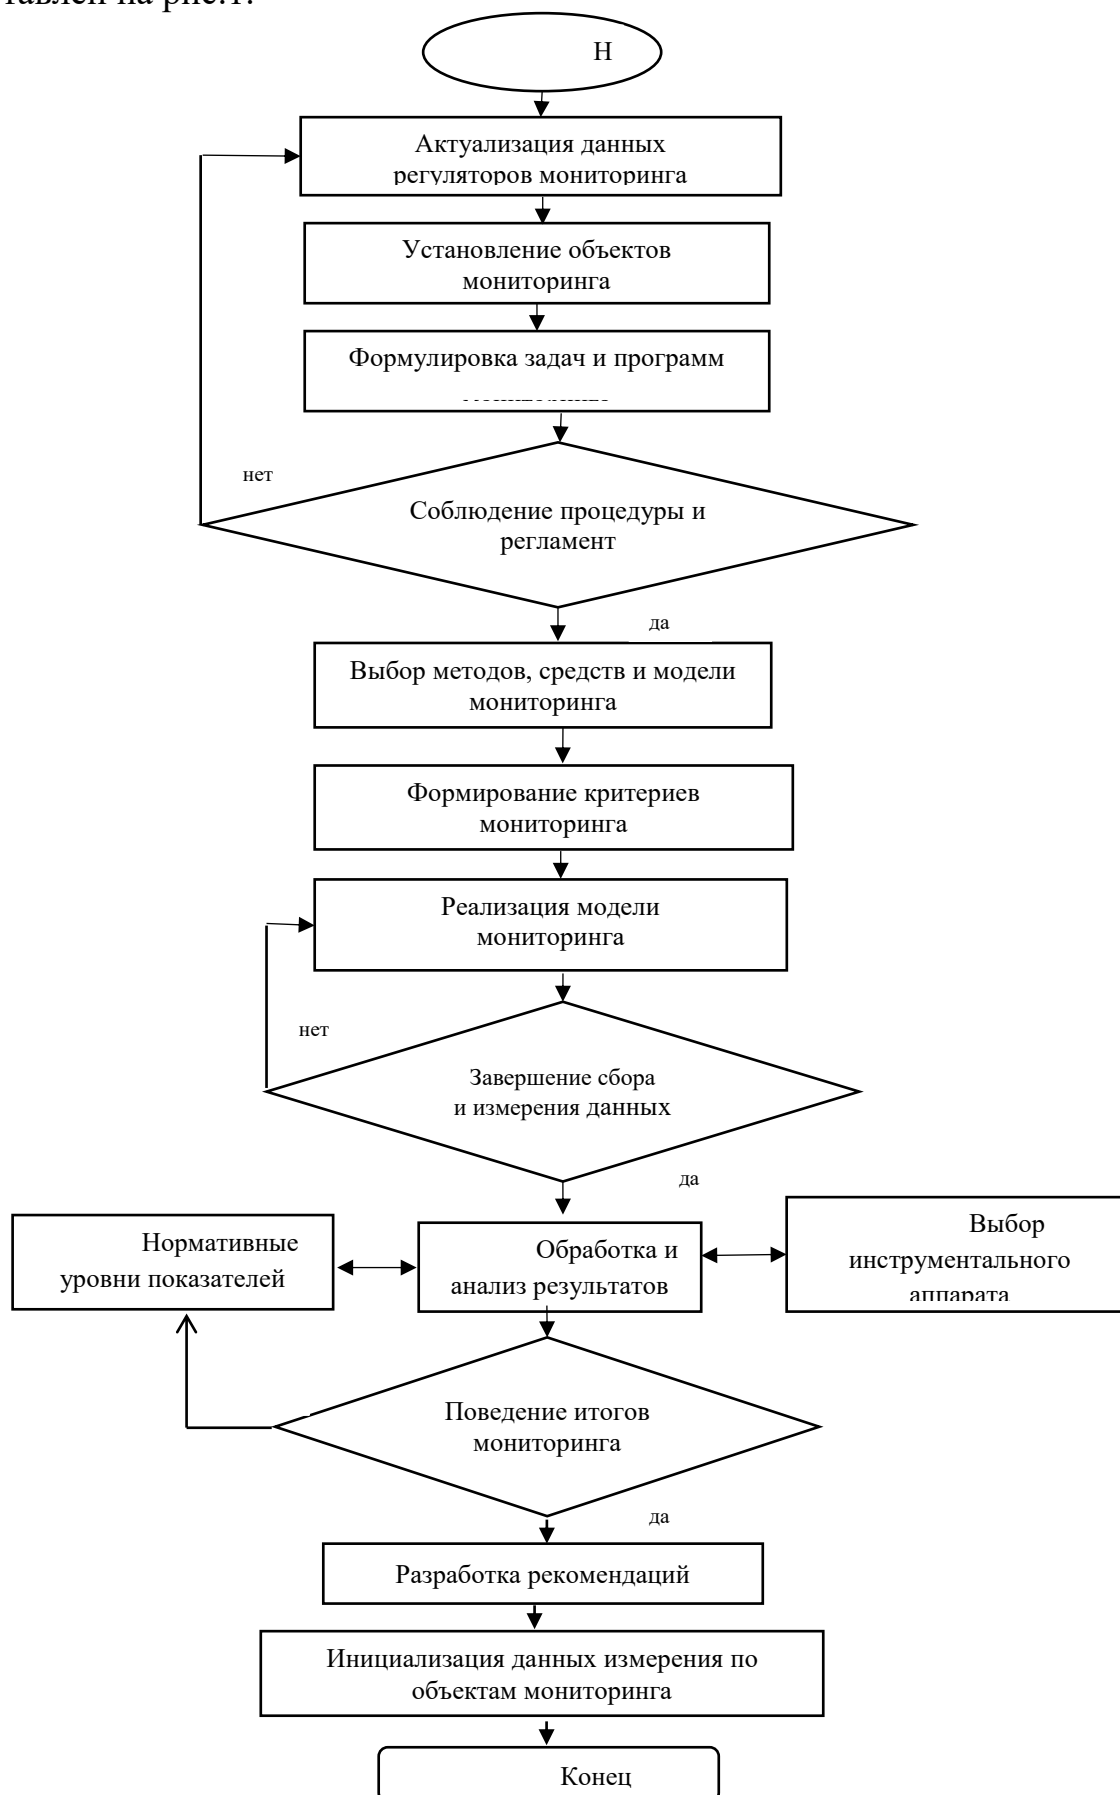 тавлен на рис.1.
Н
Актуализация данных
регуляторов мониторинга
Установление объектов
мониторинга
Формулировка задач и программ
нет
Соблюдение процедуры и
регламент
да
Выбор методов, средств и модели
мониторинга
Формирование критериев
мониторинга
Реализация модели
мониторинга
нет
Завершение сбора
и измерения данных
да
Нормативные
уровни показателей
Обработка и
анализ результатов
Выбор
инструментального
аппарата
Поведение итогов
мониторинга
да
Разработка рекомендаций
Инициализация данных измерения по
объектам мониторинга
Конец